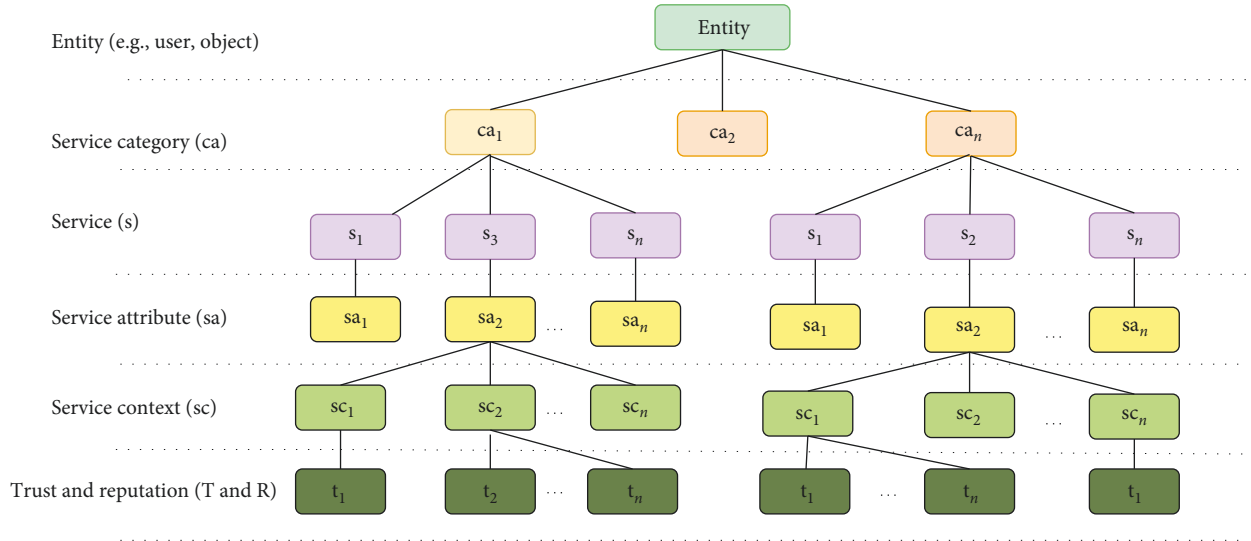 Entity (e.g., user, object)
Entity
Service category (ca)
ca₁
ca₂
caₙ
Service (s)
s₁
s₃
sₙ
s₁
s₂
sₙ
Service attribute (sa)
sa₁
sa₂
...
saₙ
sa₁
sa₂
...
saₙ
Service context (sc)
sc₁
sc₂
...
scₙ
sc₁
sc₂
...
scₙ
Trust and reputation (T and R)
t₁
t₂
...
tₙ
t₁
...
tₙ
t₁